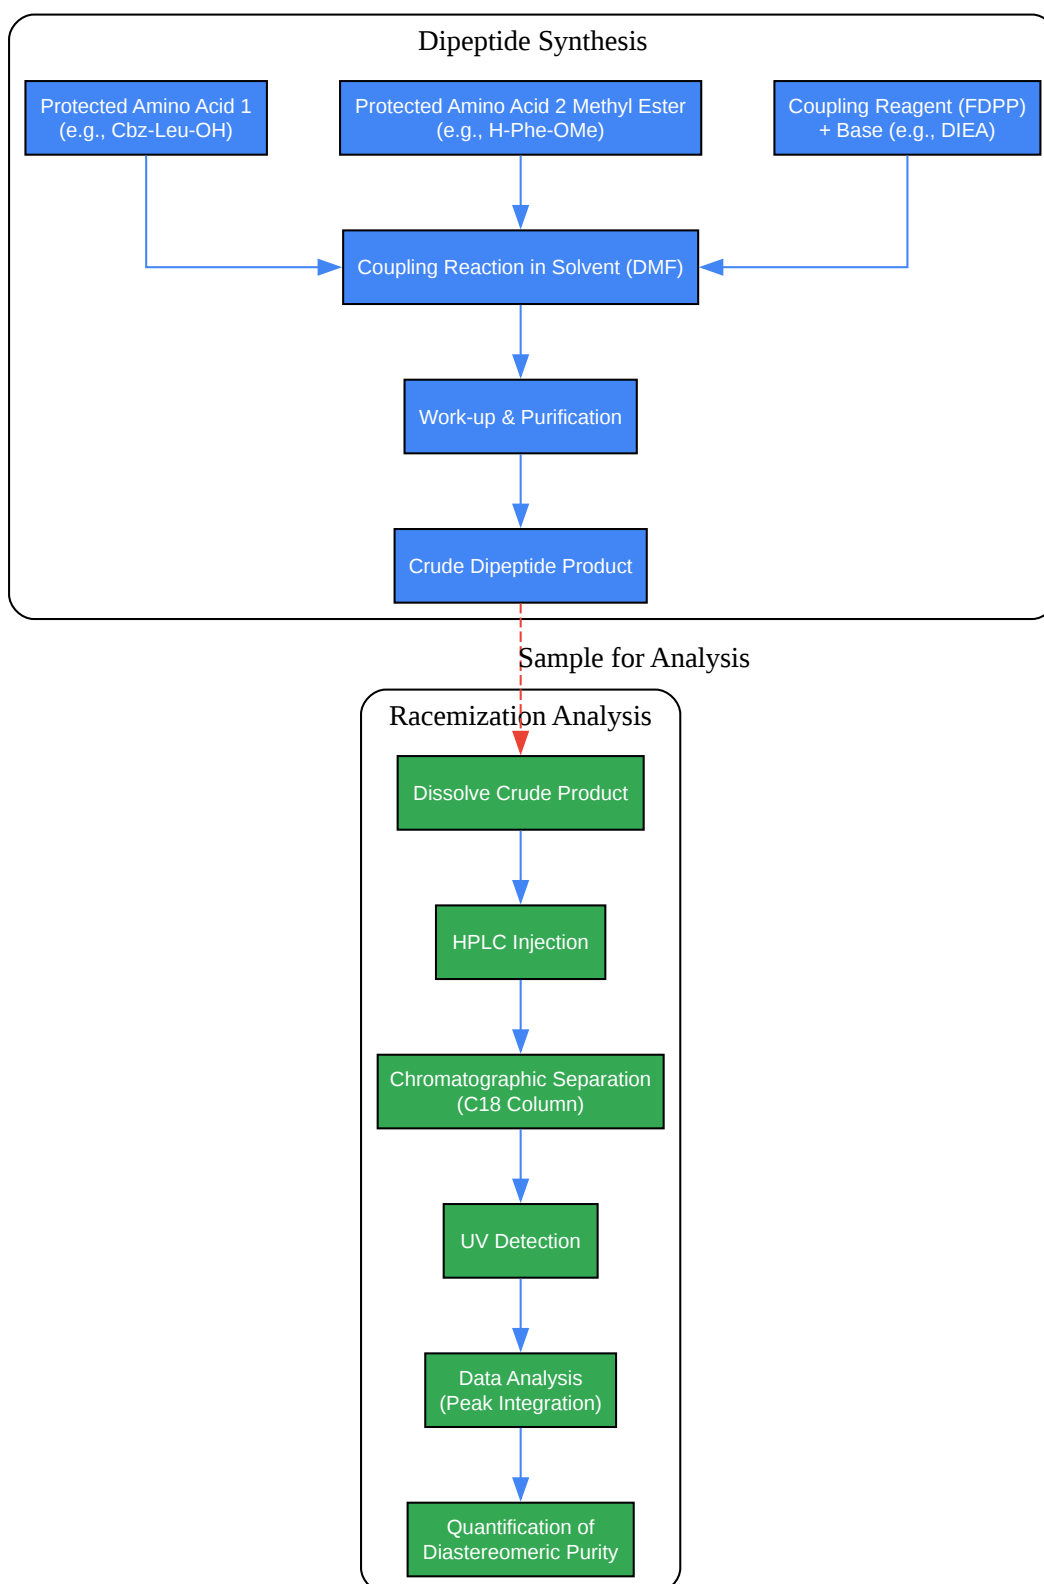 Dipeptide Synthesis
Protected Amino Acid 1
(e.g., Cbz-Leu-OH)
Protected Amino Acid 2 Methyl Ester
(e.g., H-Phe-OMe)
Coupling Reagent (FDPP)
+ Base (e.g., DIEA)
Coupling Reaction in Solvent (DMF)
Work-up & Purification
Crude Dipeptide Product
Sample for Analysis
Racemization Analysis
Dissolve Crude Product
HPLC Injection
Chromatographic Separation
(C18 Column)
UV Detection
Data Analysis
(Peak Integration)
Quantification of
Diastereomeric Purity